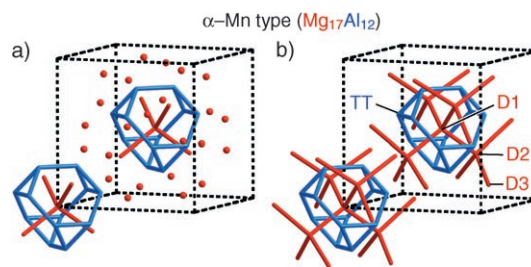 α–Mn type (Mg17Al12)
a)
b)
TT
D1
D2
D3